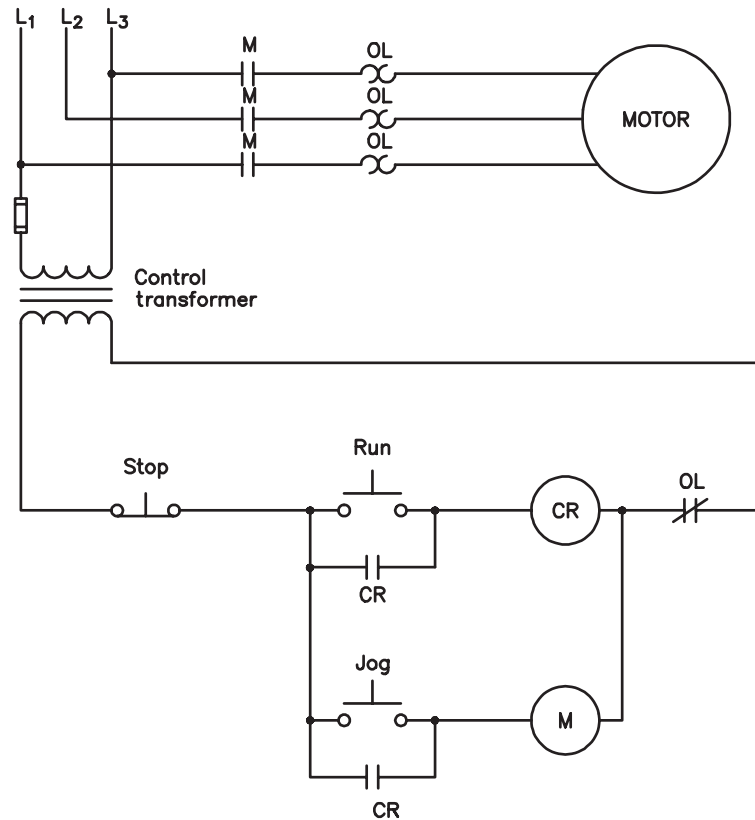 L1 L2 L3
M OL
M OL
MOTOR
M OL
Control
transformer
Run
Stop
OL
CR
CR
Jog
M
CR